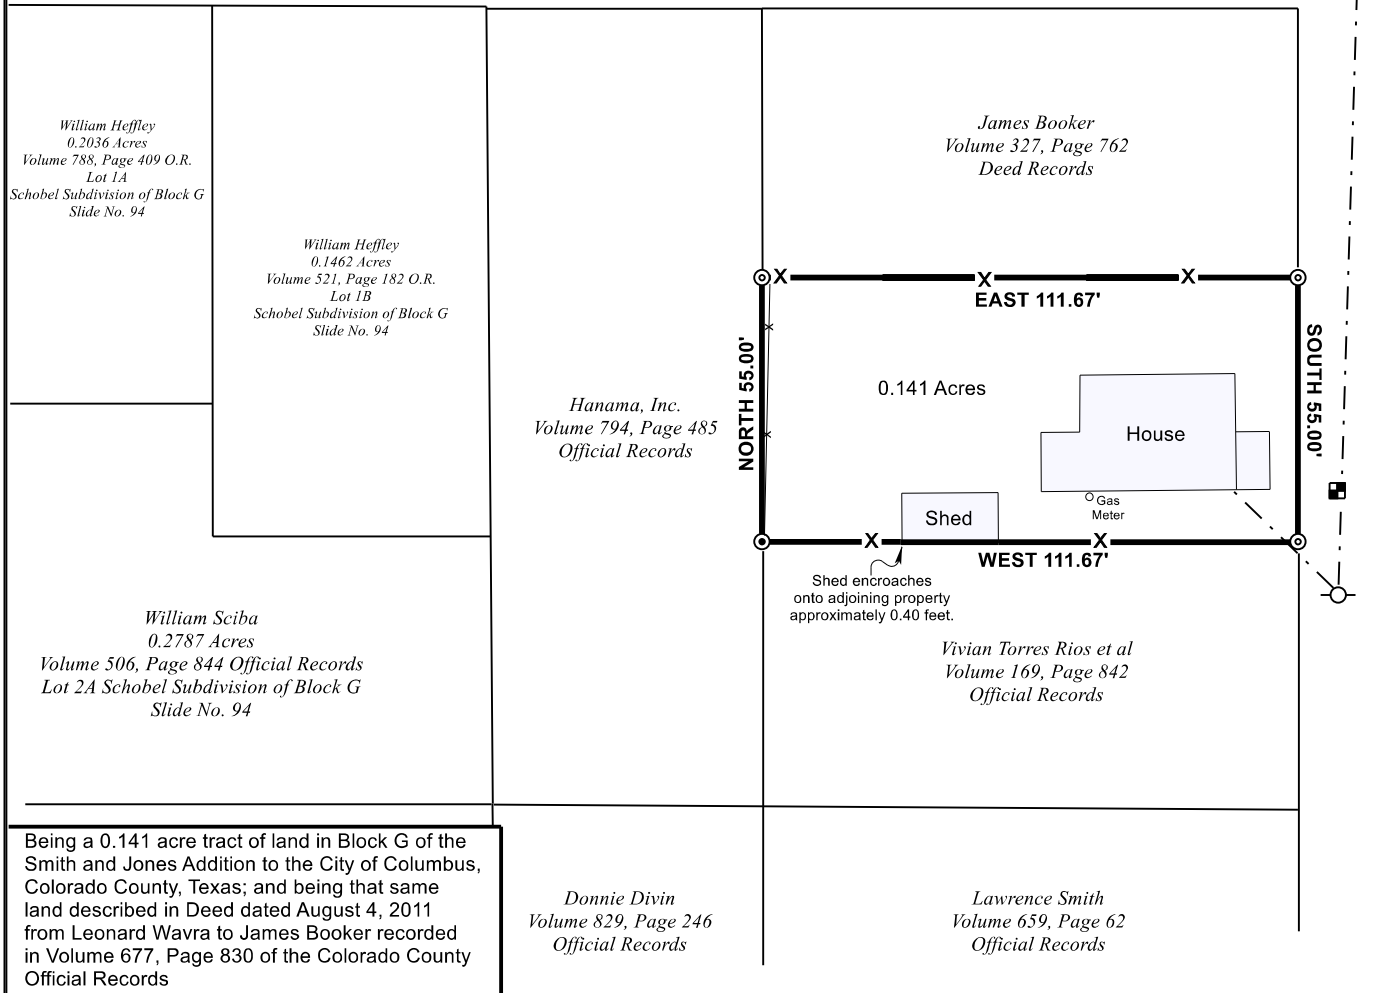 William Heffley
0.2036 Acres
Volume 788, Page 409 O.R.
Lot 1A
Schobel Subdivision of Block G
Slide No. 94
William Heffley
0.1462 Acres
Volume 521, Page 182 O.R.
Lot 1B
Schobel Subdivision of Block G
Slide No. 94
James Booker
Volume 327, Page 762
Deed Records
X X X
EAST 111.67'
NORTH 55.00'
SOUTH 55.00'
0.141 Acres
Hanama, Inc.
Volume 794, Page 485
Official Records
House
Gas
Meter
Shed
X X
WEST 111.67'
Shed encroaches
onto adjoining property
approximately 0.40 feet.
William Sciba
0.2787 Acres
Volume 506, Page 844 Official Records
Lot 2A Schobel Subdivision of Block G
Slide No. 94
Vivian Torres Rios et al
Volume 169, Page 842
Official Records
Being a 0.141 acre tract of land in Block G of the
Smith and Jones Addition to the City of Columbus,
Colorado County, Texas; and being that same
land described in Deed dated August 4, 2011
from Leonard Wavra to James Booker recorded
in Volume 677, Page 830 of the Colorado County
Official Records
Donnie Divin
Volume 829, Page 246
Official Records
Lawrence Smith
Volume 659, Page 62
Official Records